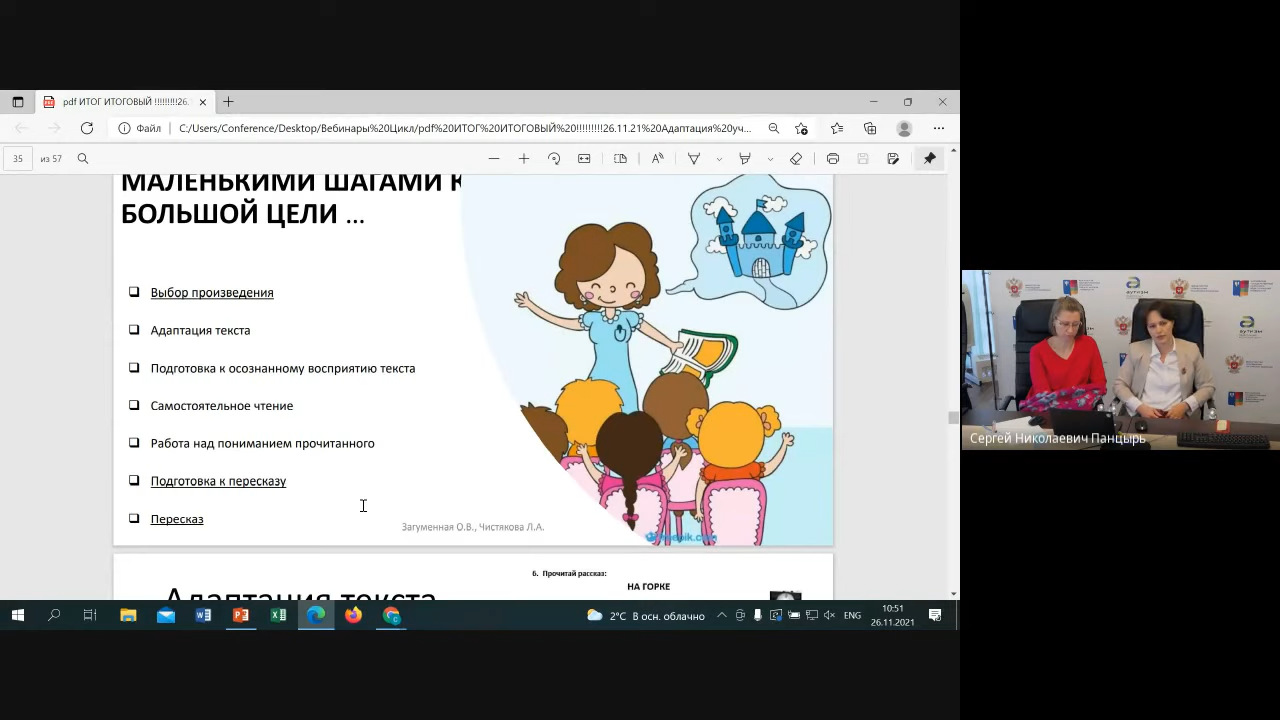 pdf ИТОГ ИТОГОВЫЙ !!!!!!!!!26.
Файл
C:/Users/Conference/Desktop/Вебинары%20Цикл/pdf%20ИТОГ%20ИТОГОВЫЙ%20!!!!!!!!!26.11.21%20Адаптация%20уч...
35 из 57
МАЛЕНЬКИМИ ШАГАМИ К
БОЛЬШОЙ ЦЕЛИ ...
Выбор произведения
Адаптация текста
Подготовка к осознанному восприятию текста
Самостоятельное чтение
Работа над пониманием прочитанного
Подготовка к пересказу
Пересказ
Загуменная О.В., Чистякова Л.А.
6. Прочитай рассказ:
НА ГОРКЕ
Адаптация текста
2°C В осн. облачно
ENG
10:51
26.11.2021
аутизм
Сергей Николаевич Панцырь